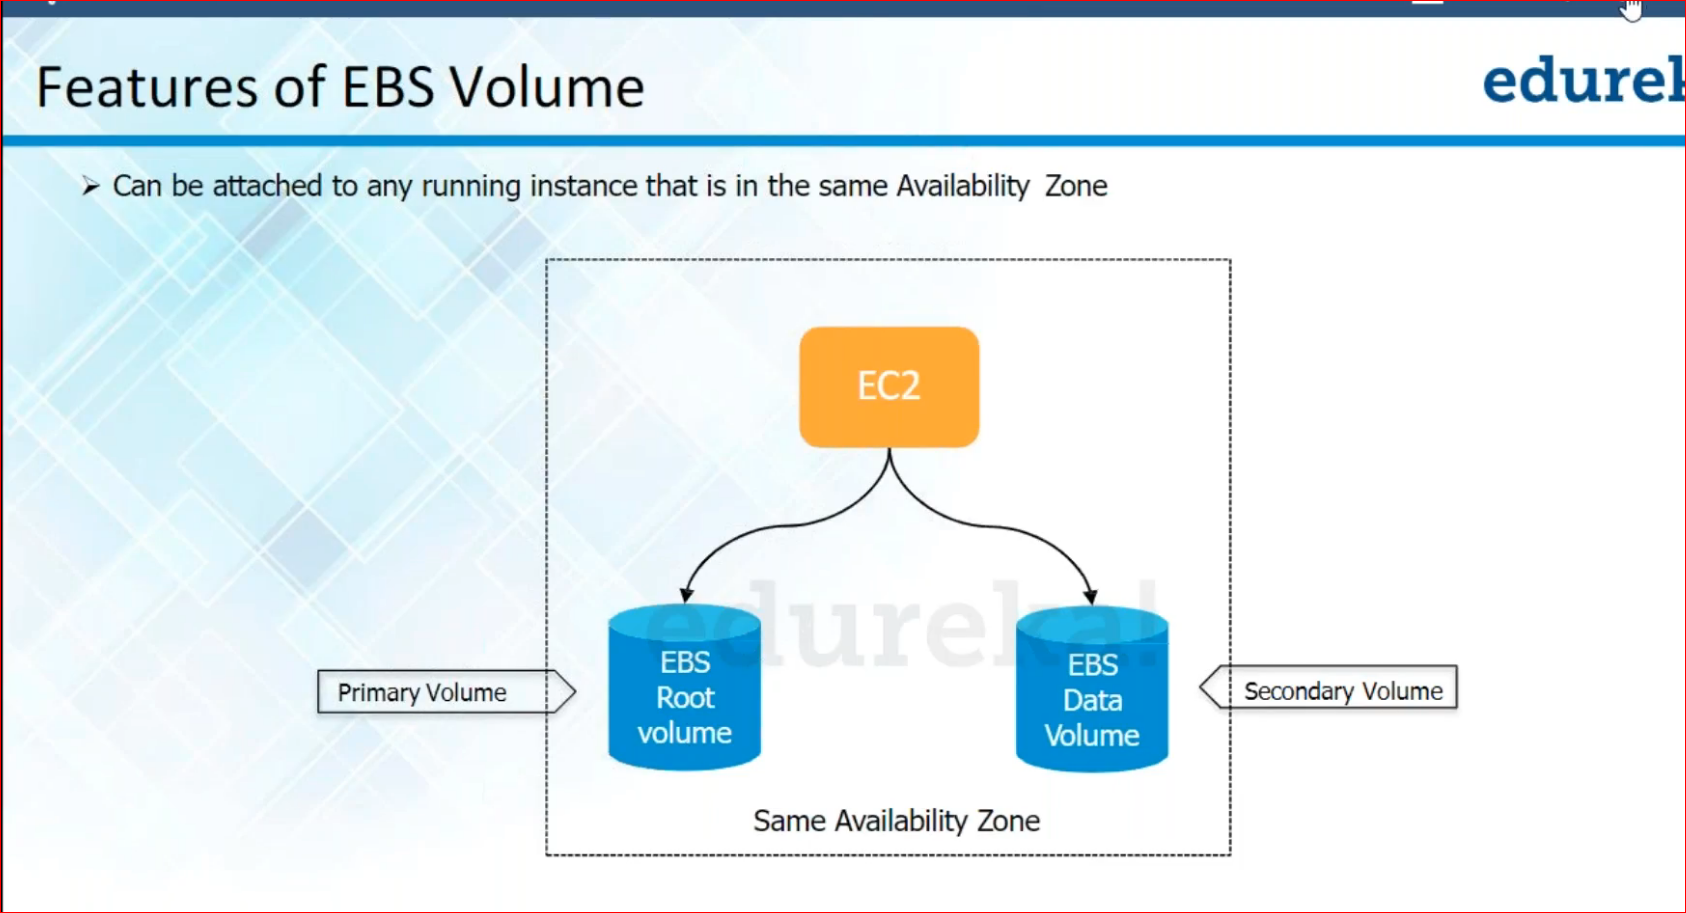 Features of EBS Volume
Can be attached to any running instance that is in the same Availability Zone
EC2
EBS
Root
volume
EBS
Data
Volume
Primary Volume
Secondary Volume
Same Availability Zone
edureka!